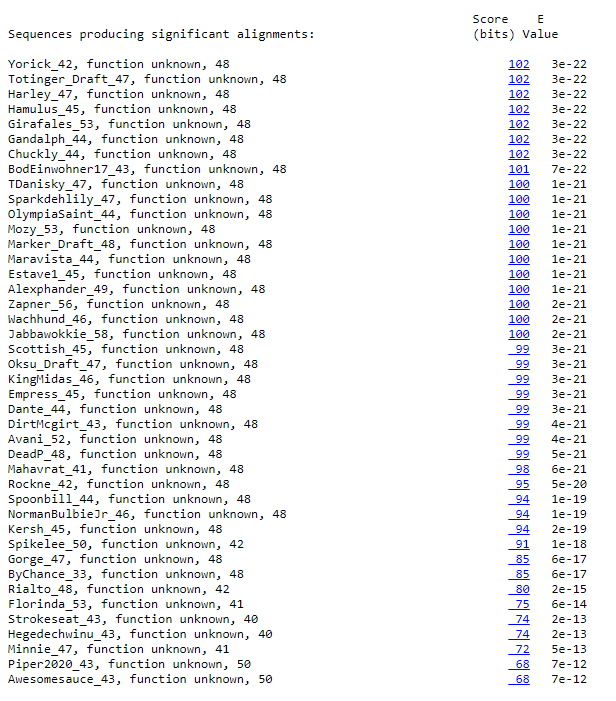 Score E
Sequences producing significant alignments: (bits) Value
Yorick_42, function unknown, 48 102 3e-22
Totinger_Draft_47, function unknown, 48 102 3e-22
Harley_47, function unknown, 48 102 3e-22
Hamulus_45, function unknown, 48 102 3e-22
Girafales_53, function unknown, 48 102 3e-22
Gandalph_44, function unknown, 48 102 3e-22
Chuckly_44, function unknown, 48 102 3e-22
BodEinwohner17_43, function unknown, 48 101 7e-22
TDanisky_47, function unknown, 48 100 1e-21
Sparkdehlily_47, function unknown, 48 100 1e-21
OlympiaSaint_44, function unknown, 48 100 1e-21
Mozy_53, function unknown, 48 100 1e-21
Marker_Draft_48, function unknown, 48 100 1e-21
Maravista_44, function unknown, 48 100 1e-21
Estave1_45, function unknown, 48 100 1e-21
Alexphander_49, function unknown, 48 100 1e-21
Zapner_56, function unknown, 48 100 2e-21
Wachhund_46, function unknown, 48 100 2e-21
Jabbawokkie_58, function unknown, 48 100 2e-21
Scottish_45, function unknown, 48 99 3e-21
Oksu_Draft_47, function unknown, 48 99 3e-21
KingMidas_46, function unknown, 48 99 3e-21
Empress_45, function unknown, 48 99 3e-21
Dante_44, function unknown, 48 99 3e-21
DirtMcgirt_43, function unknown, 48 99 4e-21
Avani_52, function unknown, 48 99 4e-21
DeadP_48, function unknown, 48 99 5e-21
Mahavrat_41, function unknown, 48 98 6e-21
Rockne_42, function unknown, 48 95 5e-20
Spoonbill_44, function unknown, 48 94 1e-19
NormanBulbieJr_46, function unknown, 48 94 1e-19
Kersh_45, function unknown, 48 94 2e-19
Spikelee_50, function unknown, 42 91 1e-18
Gorge_47, function unknown, 48 85 6e-17
ByChance_33, function unknown, 48 85 6e-17
Rialto_48, function unknown, 42 80 2e-15
Florinda_53, function unknown, 41 75 6e-14
Strokeseat_43, function unknown, 40 74 2e-13
Hegedechwinu_43, function unknown, 40 74 2e-13
Minnie_47, function unknown, 41 72 5e-13
Piper2020_43, function unknown, 50 68 7e-12
Awesomesauce_43, function unknown, 50 68 7e-12